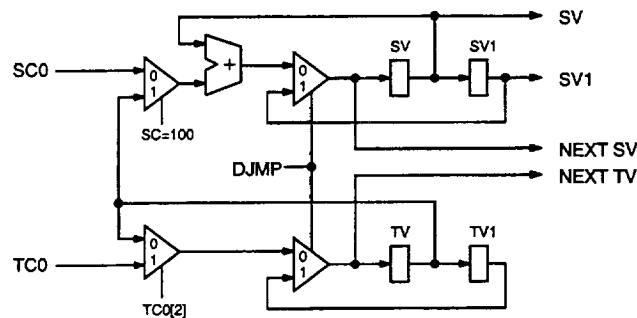 SV
SV
SV1
SC0
0
1
+
0
1
SV1
SC=100
NEXT SV
DJMP
NEXT TV
TV
TV1
0
1
0
1
TC0
TC0[2]